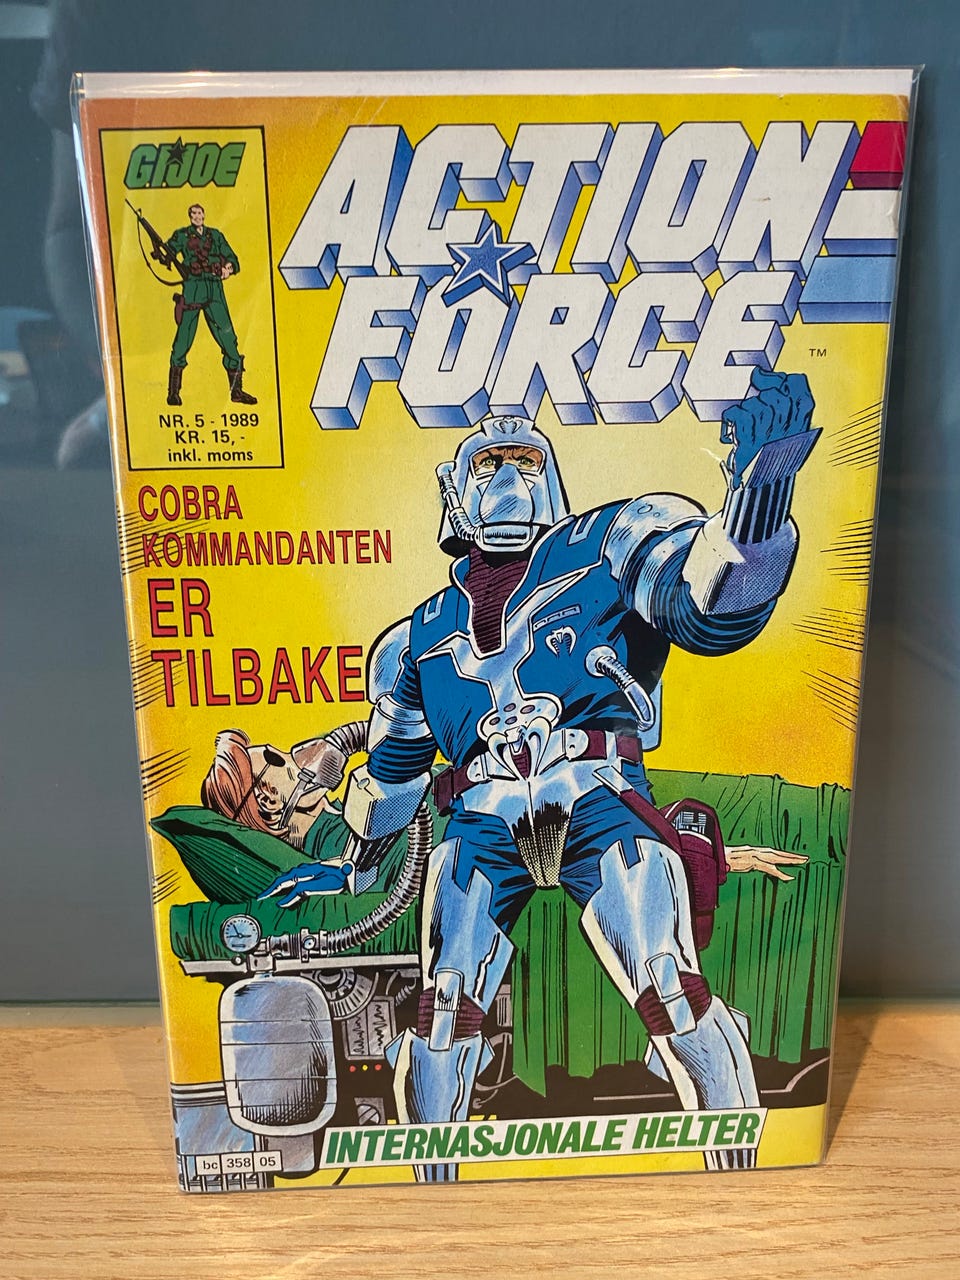 GI JOE
NR. 5 - 1989
KR. 15,-
inkl. moms
ACTION
FORCE
TM
COBRA
KOMMANDANTEN
ER
TILBAKE
INTERNASJONALE HELTER
bc 358 05